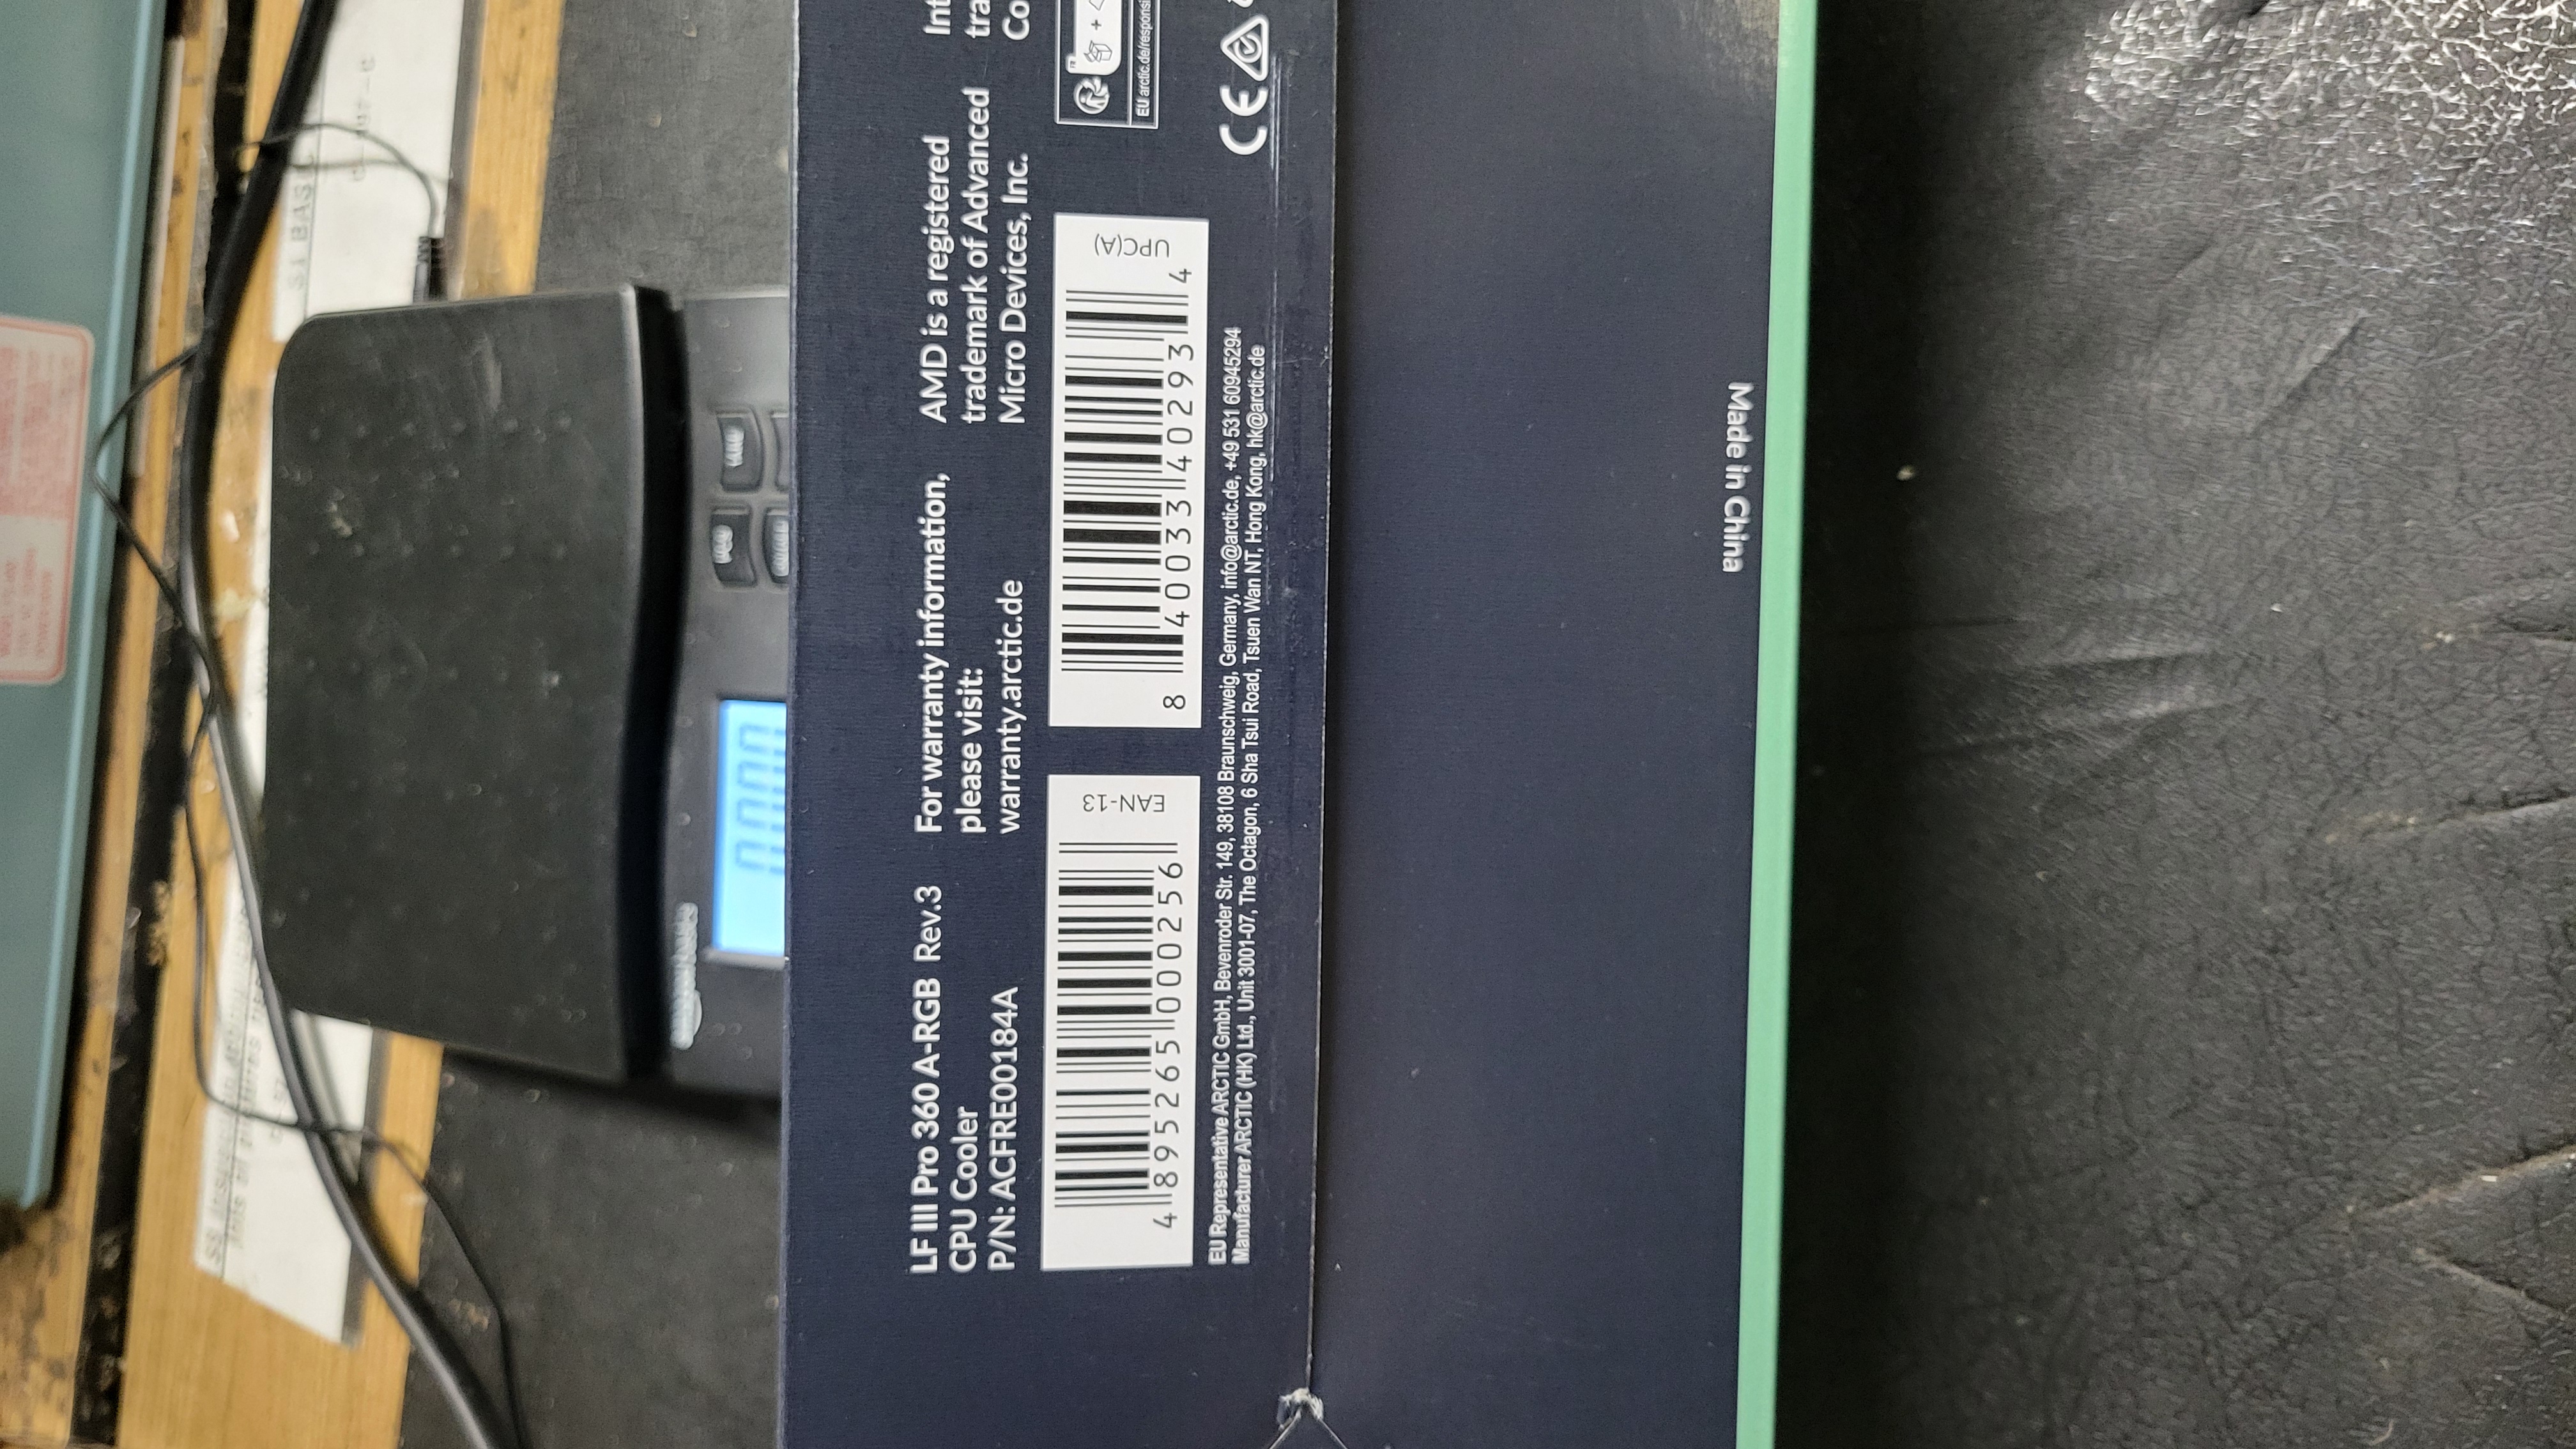 LF III Pro 360 A-RGB Rev.3
CPU Cooler
P/N: ACFRE00184A
For warranty information,
please visit:
warranty.arctic.de
AMD is a registered
trademark of Advanced
Micro Devices, Inc.
EAN-13
4 895265 000256
UPC(A)
8 40033 40293 4
EU Representative ARCTIC GmbH, Bevenroder Str. 149, 38108 Braunschweig, Germany, info@arctic.de, +49 531 60945294
Manufacturer ARCTIC (HK) Ltd., Unit 3001-07, The Octagon, 6 Sha Tsui Road, Tsuen Wan NT, Hong Kong, hk@arctic.de
CE
Made in China
amazonbasics